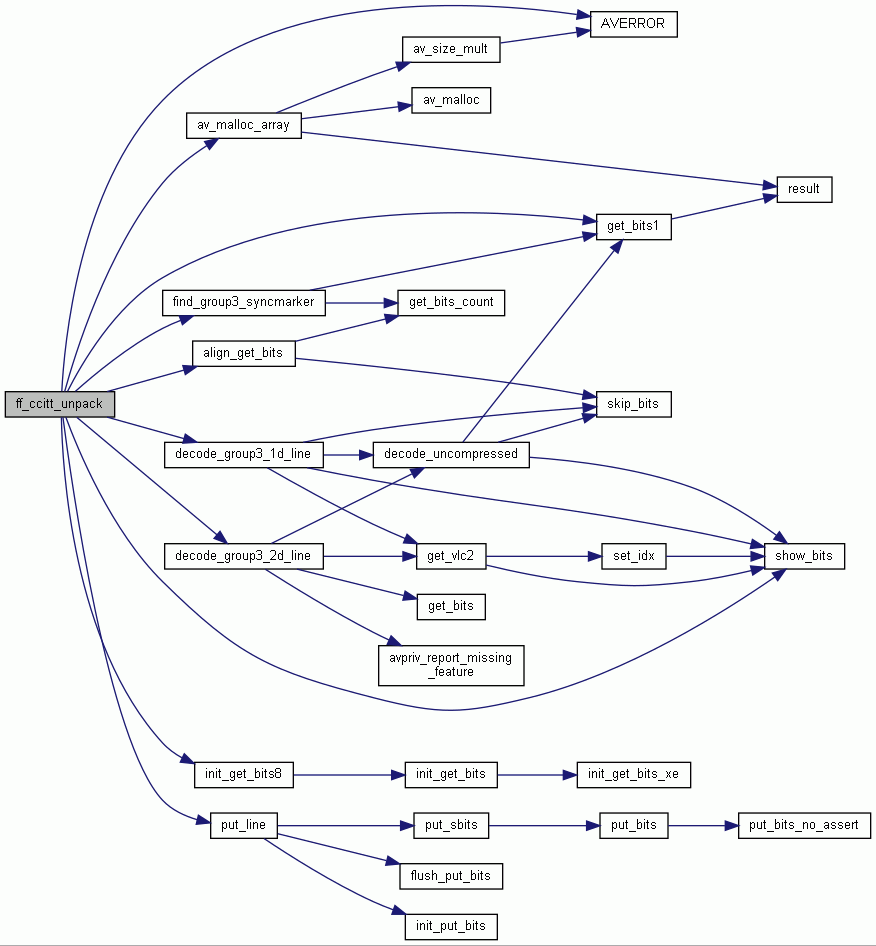 AVERROR
av_size_mult
av_malloc
av_malloc_array
result
get_bits1
find_group3_syncmarker
get_bits_count
align_get_bits
ff_ccitt_unpack
skip_bits
decode_group3_1d_line
decode_uncompressed
decode_group3_2d_line
get_vlc2
set_idx
show_bits
get_bits
avpriv_report_missing
_feature
init_get_bits8
init_get_bits
init_get_bits_xe
put_line
put_sbits
put_bits
put_bits_no_assert
flush_put_bits
init_put_bits